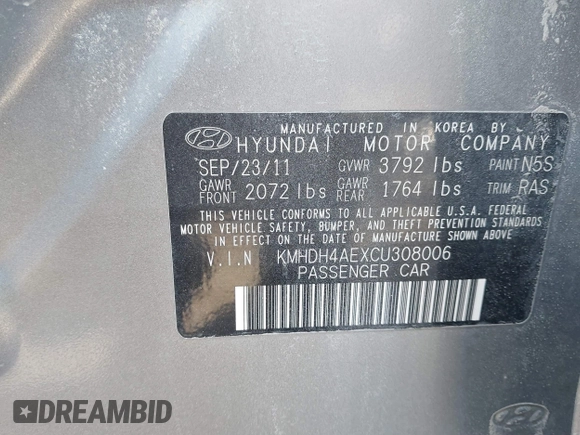 MANUFACTURED IN KOREA BY
HYUNDAI MOTOR COMPANY
SEP/23/11 GVWR 3792 lbs PAINT N5S
GAWR FRONT 2072 lbs GAWR REAR 1764 lbs TRIM RAS
THIS VEHICLE CONFORMS TO ALL APPLICABLE U.S.A. FEDERAL
MOTOR VEHICLE SAFETY, BUMPER, AND THEFT PREVENTION STANDARDS
IN EFFECT ON THE DATE OF MANUFACTURE SHOWN ABOVE.
V.I.N KMHDH4AEXCU308006
PASSENGER CAR
DREAMBID